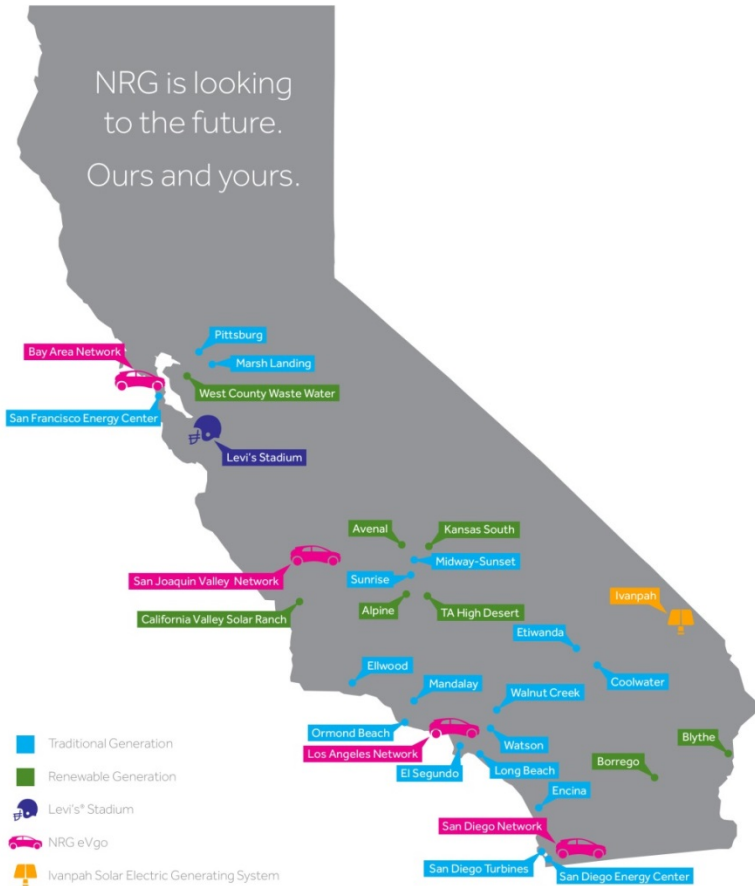 NRG is looking
to the future.
Ours and yours.
Pittsburg
Bay Area Network
Marsh Landing
West County Waste Water
San Francisco Energy Center
Levi's Stadium
Avenal
Kansas South
Midway-Sunset
San Joaquin Valley Network
Sunrise
Ivanpah
Alpine
TA High Desert
California Valley Solar Ranch
Etiwanda
Ellwood
Coolwater
Mandalay
Walnut Creek
Ormond Beach
Los Angeles Network
Watson
Blythe
El Segundo
Long Beach
Borrego
Encina
San Diego Network
San Diego Turbines
San Diego Energy Center
Traditional Generation
Renewable Generation
Levi's® Stadium
NRG eVgo
Ivanpah Solar Electric Generating System